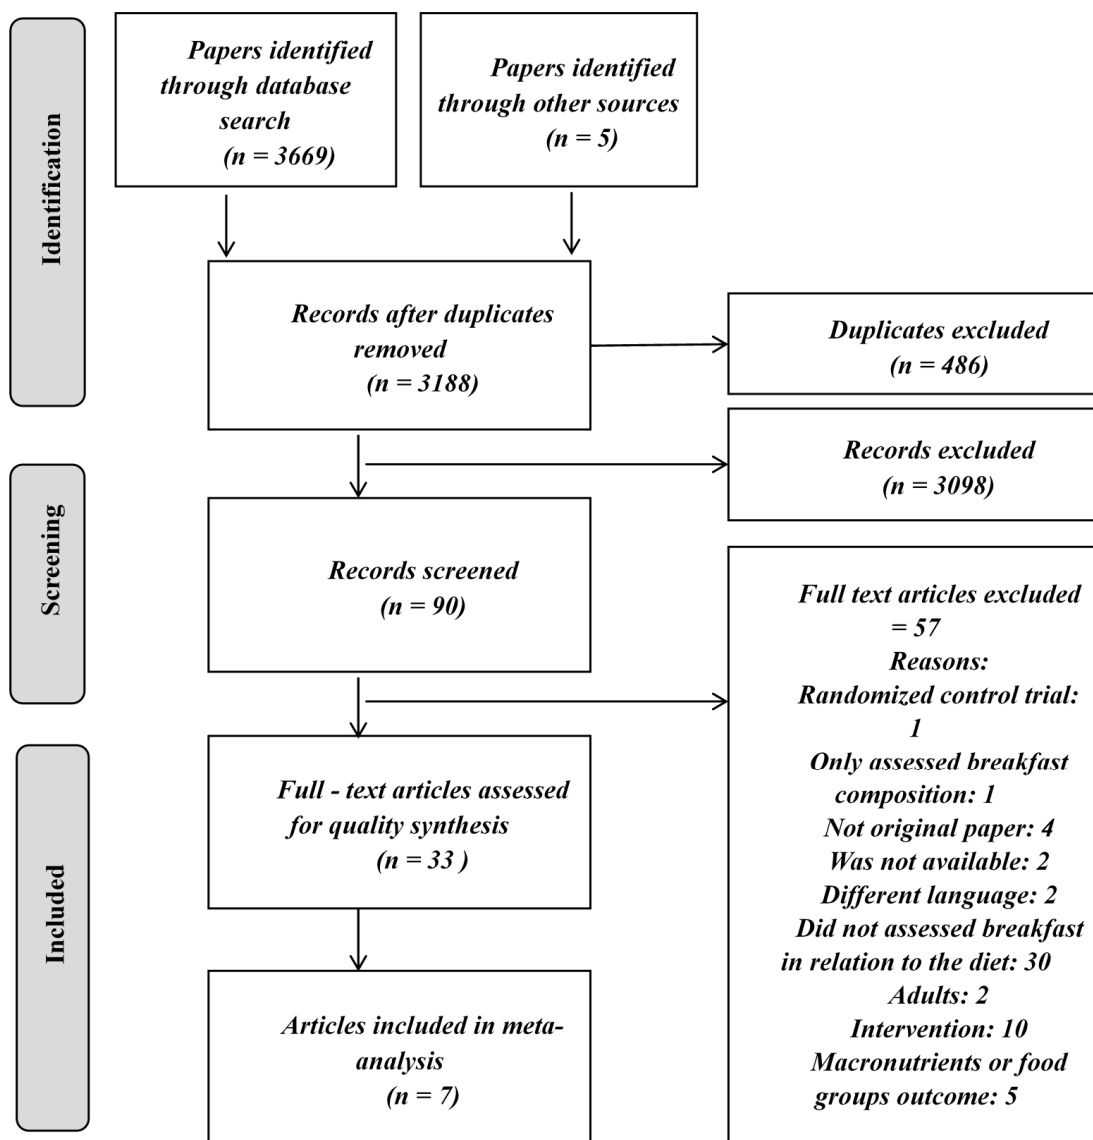 Identification
Papers identified
through database
search
(n = 3669)
Papers identified
through other sources
(n = 5)
Records after duplicates
removed
(n = 3188)
Duplicates excluded
(n = 486)
Screening
Records excluded
(n = 3098)
Records screened
(n = 90)
Full text articles excluded
= 57
Reasons:
Randomized control trial:
1
Only assessed breakfast
composition: 1
Not original paper: 4
Was not available: 2
Different language: 2
Did not assessed breakfast
in relation to the diet: 30
Adults: 2
Intervention: 10
Macronutrients or food
groups outcome: 5
Included
Full - text articles assessed
for quality synthesis
(n = 33 )
Articles included in meta-
analysis
(n = 7)